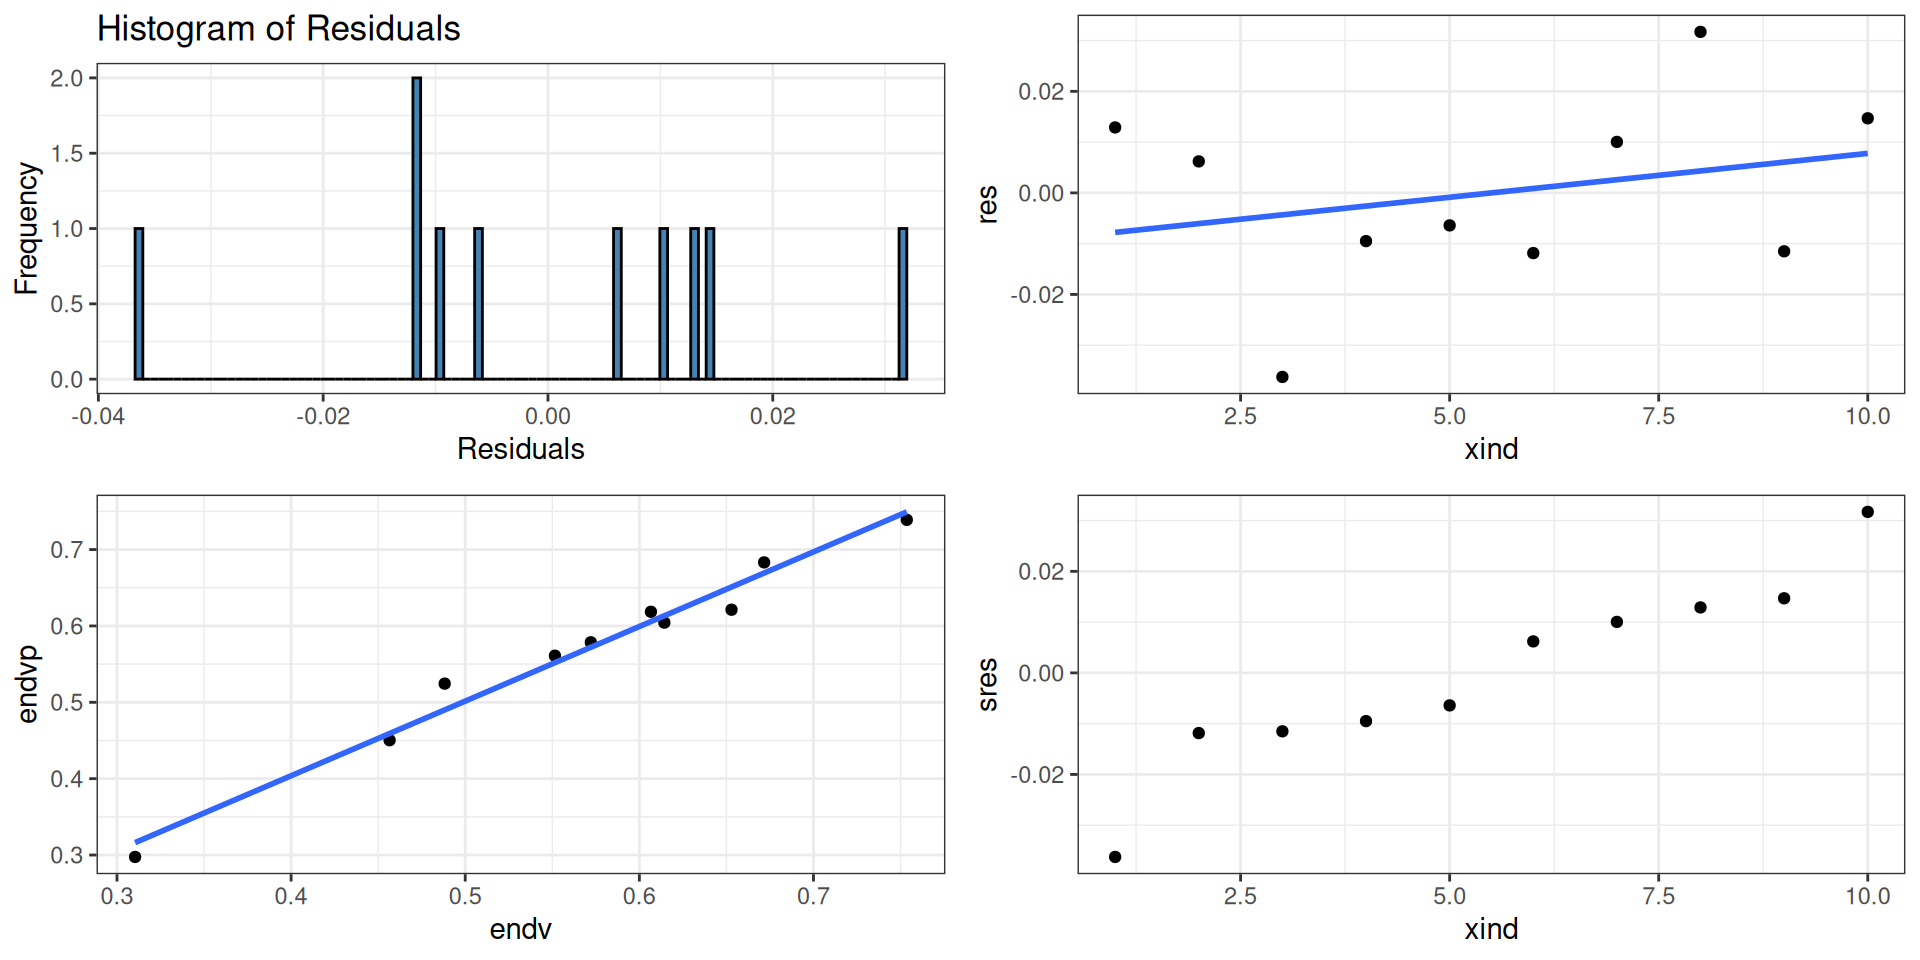 Histogram of Residuals
2.0
1.5
1.0
0.5
0.0
Frequency
-0.04 -0.02 0.00 0.02
Residuals
0.02
0.00
-0.02
res
2.5 5.0 7.5 10.0
xind
0.7
0.6
0.5
0.4
0.3
endvp
0.3 0.4 0.5 0.6 0.7
endv
0.02
0.00
-0.02
sres
2.5 5.0 7.5 10.0
xind